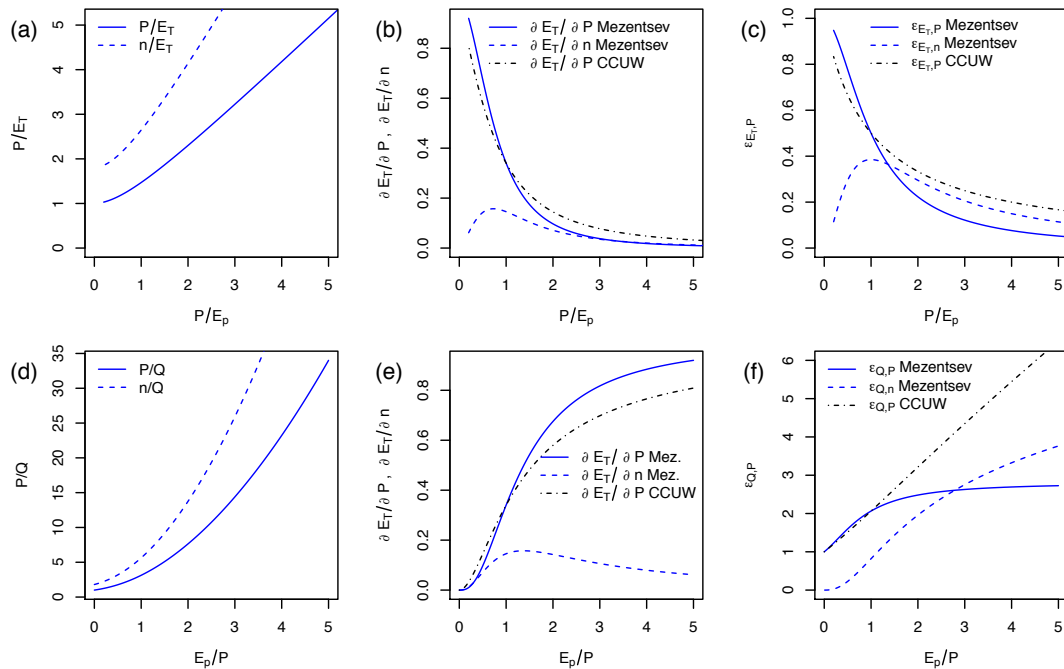 (a)
P/E_T
n/E_T
P/E_T
0 1 2 3 4 5
0 1 2 3 4 5
P/E_p
(b)
∂ E_T/ ∂ P Mezentsev
∂ E_T/ ∂ n Mezentsev
∂ E_T/ ∂ P CCUW
∂ E_T/ ∂ P , ∂ E_T/ ∂ n
0.0 0.2 0.4 0.6 0.8
0 1 2 3 4 5
P/E_p
(c)
ε_{E_T,P} Mezentsev
ε_{E_T,n} Mezentsev
ε_{E_T,P} CCUW
ε_{E_T,P}
0.0 0.2 0.4 0.6 0.8 1.0
0 1 2 3 4 5
P/E_p
(d)
P/Q
n/Q
P/Q
0 5 10 15 20 25 30 35
0 1 2 3 4 5
E_p/P
(e)
∂ E_T/ ∂ P Mez.
∂ E_T/ ∂ n Mez.
∂ E_T/ ∂ P CCUW
∂ E_T/ ∂ P , ∂ E_T/ ∂ n
0.0 0.2 0.4 0.6 0.8
0 1 2 3 4 5
E_p/P
(f)
ε_{Q,P} Mezentsev
ε_{Q,n} Mezentsev
ε_{Q,P} CCUW
ε_{Q,P}
0 1 2 3 4 5 6
0 1 2 3 4 5
E_p/P